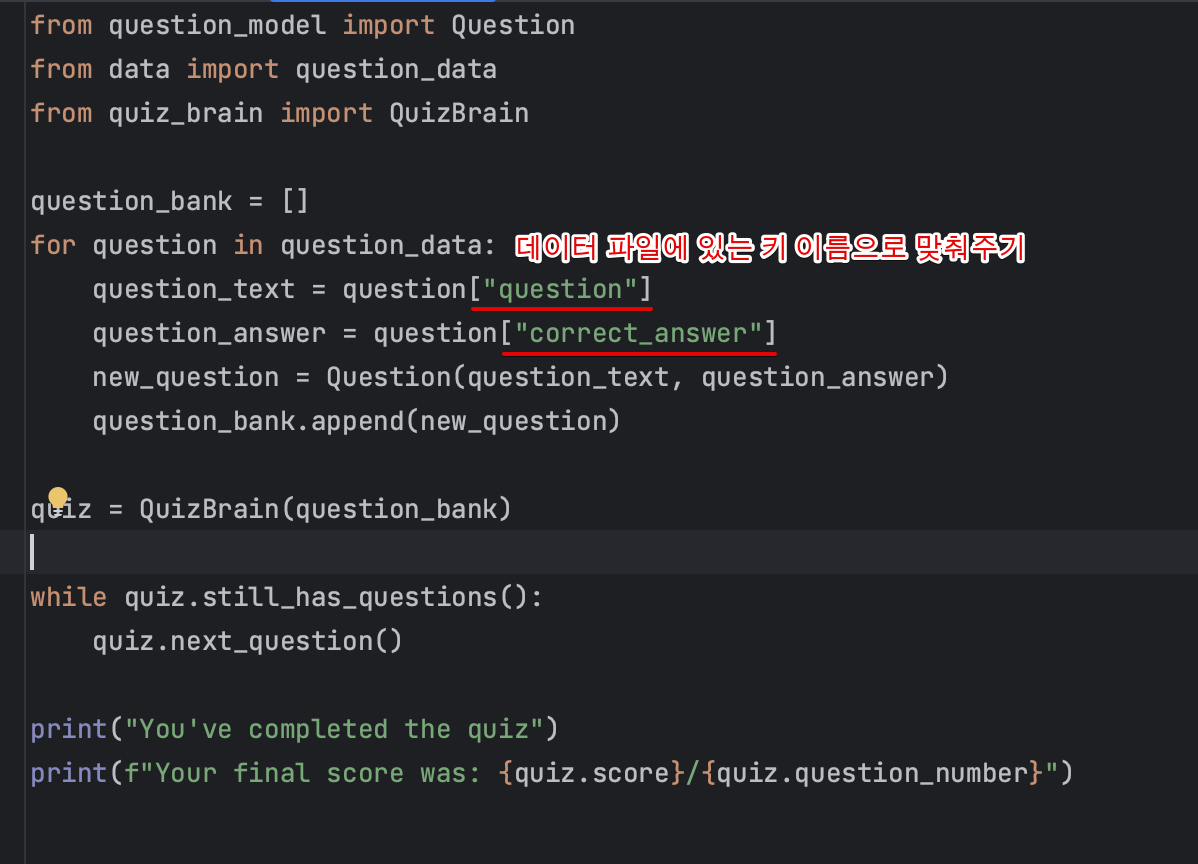 from question_model import Question
from data import question_data
from quiz_brain import QuizBrain
question_bank = []
for question in question_data: 데이터 파일에 있는 키 이름으로 맞춰주기
    question_text = question["question"]
    question_answer = question["correct_answer"]
    new_question = Question(question_text, question_answer)
    question_bank.append(new_question)
quiz = QuizBrain(question_bank)
while quiz.still_has_questions():
    quiz.next_question()
print("You've completed the quiz")
print(f"Your final score was: {quiz.score}/{quiz.question_number}")